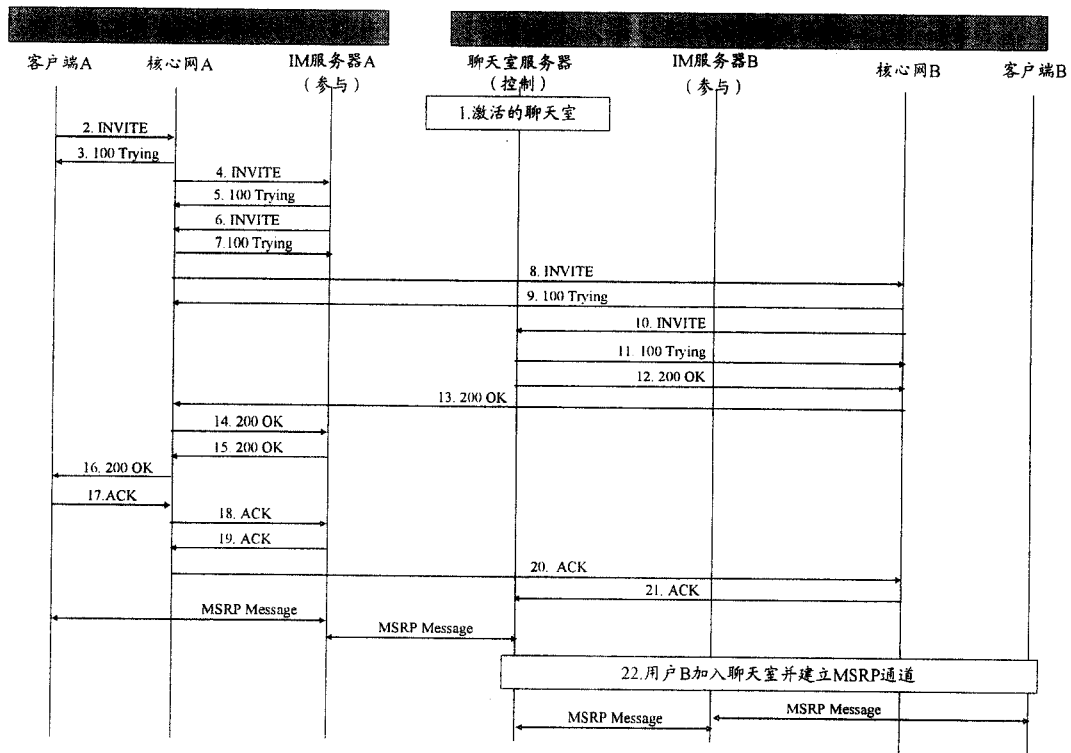 客户端A
核心网A
IM服务器A
（参与）
聊天室服务器
（控制）
IM服务器B
（参与）
核心网B
客户端B
1.激活的聊天室
2. INVITE
3. 100 Trying
4. INVITE
5. 100 Trying
6. INVITE
7.100 Trying
8. INVITE
9. 100 Trying
10. INVITE
11. 100 Trying
12. 200 OK
13. 200 OK
14. 200 OK
15. 200 OK
16. 200 OK
17.ACK
18. ACK
19. ACK
20. ACK
21. ACK
MSRP Message
MSRP Message
22.用户B加入聊天室并建立MSRP通道
MSRP Message
MSRP Message